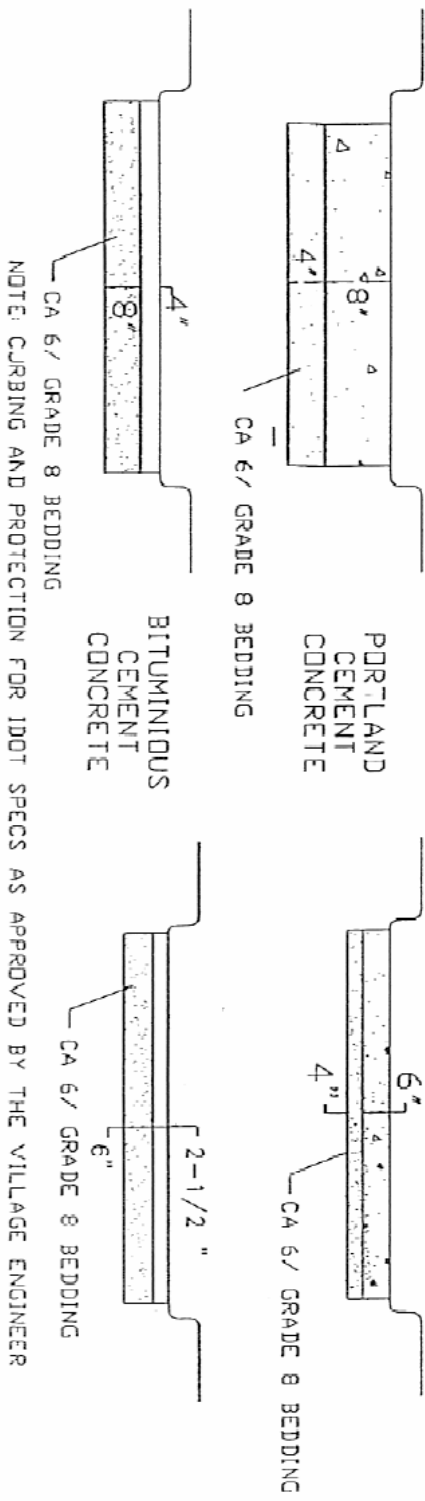 8"
4"
CA 6/ GRADE 8 BEDDING
PORTLAND
CEMENT
CONCRETE
6"
4"
CA 6/ GRADE 8 BEDDING
4"
8"
CA 6/ GRADE 8 BEDDING
BITUMINIOUS
CEMENT
CONCRETE
2-1/2"
6"
CA 6/ GRADE 8 BEDDING
NOTE: CURBING AND PROTECTION FOR IDOT SPECS AS APPROVED BY THE VILLAGE ENGINEER